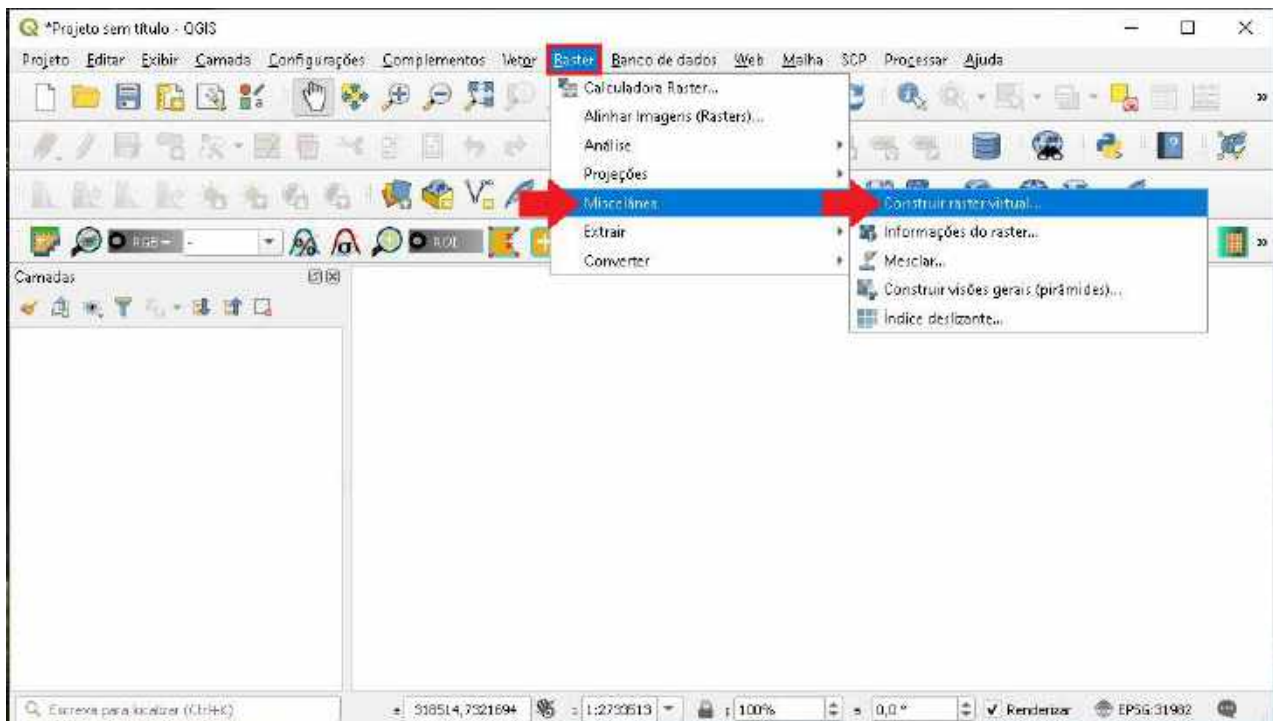 *Projeto sem título - QGIS
Projeto Editar Exibir Camada Configurações Complementos Vetor Raster Banco de dados Web Malha SCP Processar Ajuda
Calculadora Raster...
Alinhar Imagens (Rasters)...
Análise
Projeções
Miscelânea
Extrair
Converter
Construir raster virtual...
Informações do raster...
Mesclar...
Construir visões gerais (pirâmides)...
Índice deslizante...
RGB =
-
ROI
Camadas
Escreva para localizar (Ctrl+K)
318514,7321694
1:2733513
100%
0,0 °
Renderizar
EPSG:31982